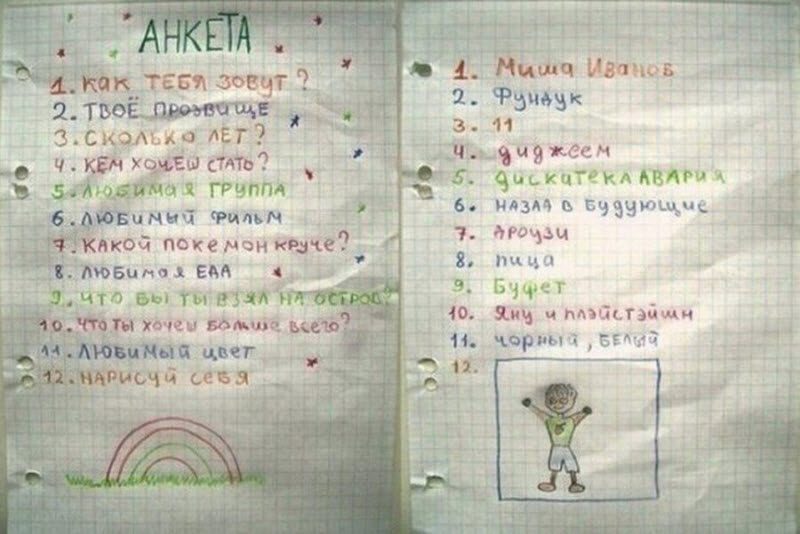 АНКЕТА
1. КАК ТЕБЯ ЗОВУТ?
2. ТВОЁ ПРОЗВИЩЕ
3. СКОЛЬКО ЛЕТ?
4. КЕМ ХОЧЕШ СТАТЬ?
5. ЛЮБИМАЯ ГРУППА
6. ЛЮБИМЫЙ ФИЛЬМ
7. КАКОЙ ПОКЕМОН КРУЧЕ?
8. ЛЮБИМАЯ ЕДА
9. ЧТО БЫ ТЫ ВЗЯЛ НА ОСТРОВ?
10. ЧТО ТЫ ХОЧЕШ БОЛЬШЕ ВСЕГО?
11. ЛЮБИМЫЙ ЦВЕТ
12. НАРИСУЙ СЕБЯ
1. Миша Иванов
2. Фундук
3. 11
4. диджеем
5. дискатека АВАРИЯ
6. НАЗАД В БУДУЮЩИЕ
7. ДРОУЗИ
8. пица
9. Буфет
10. Яну и плэйстэйшн
11. чорный, БЕЛЫЙ
12.